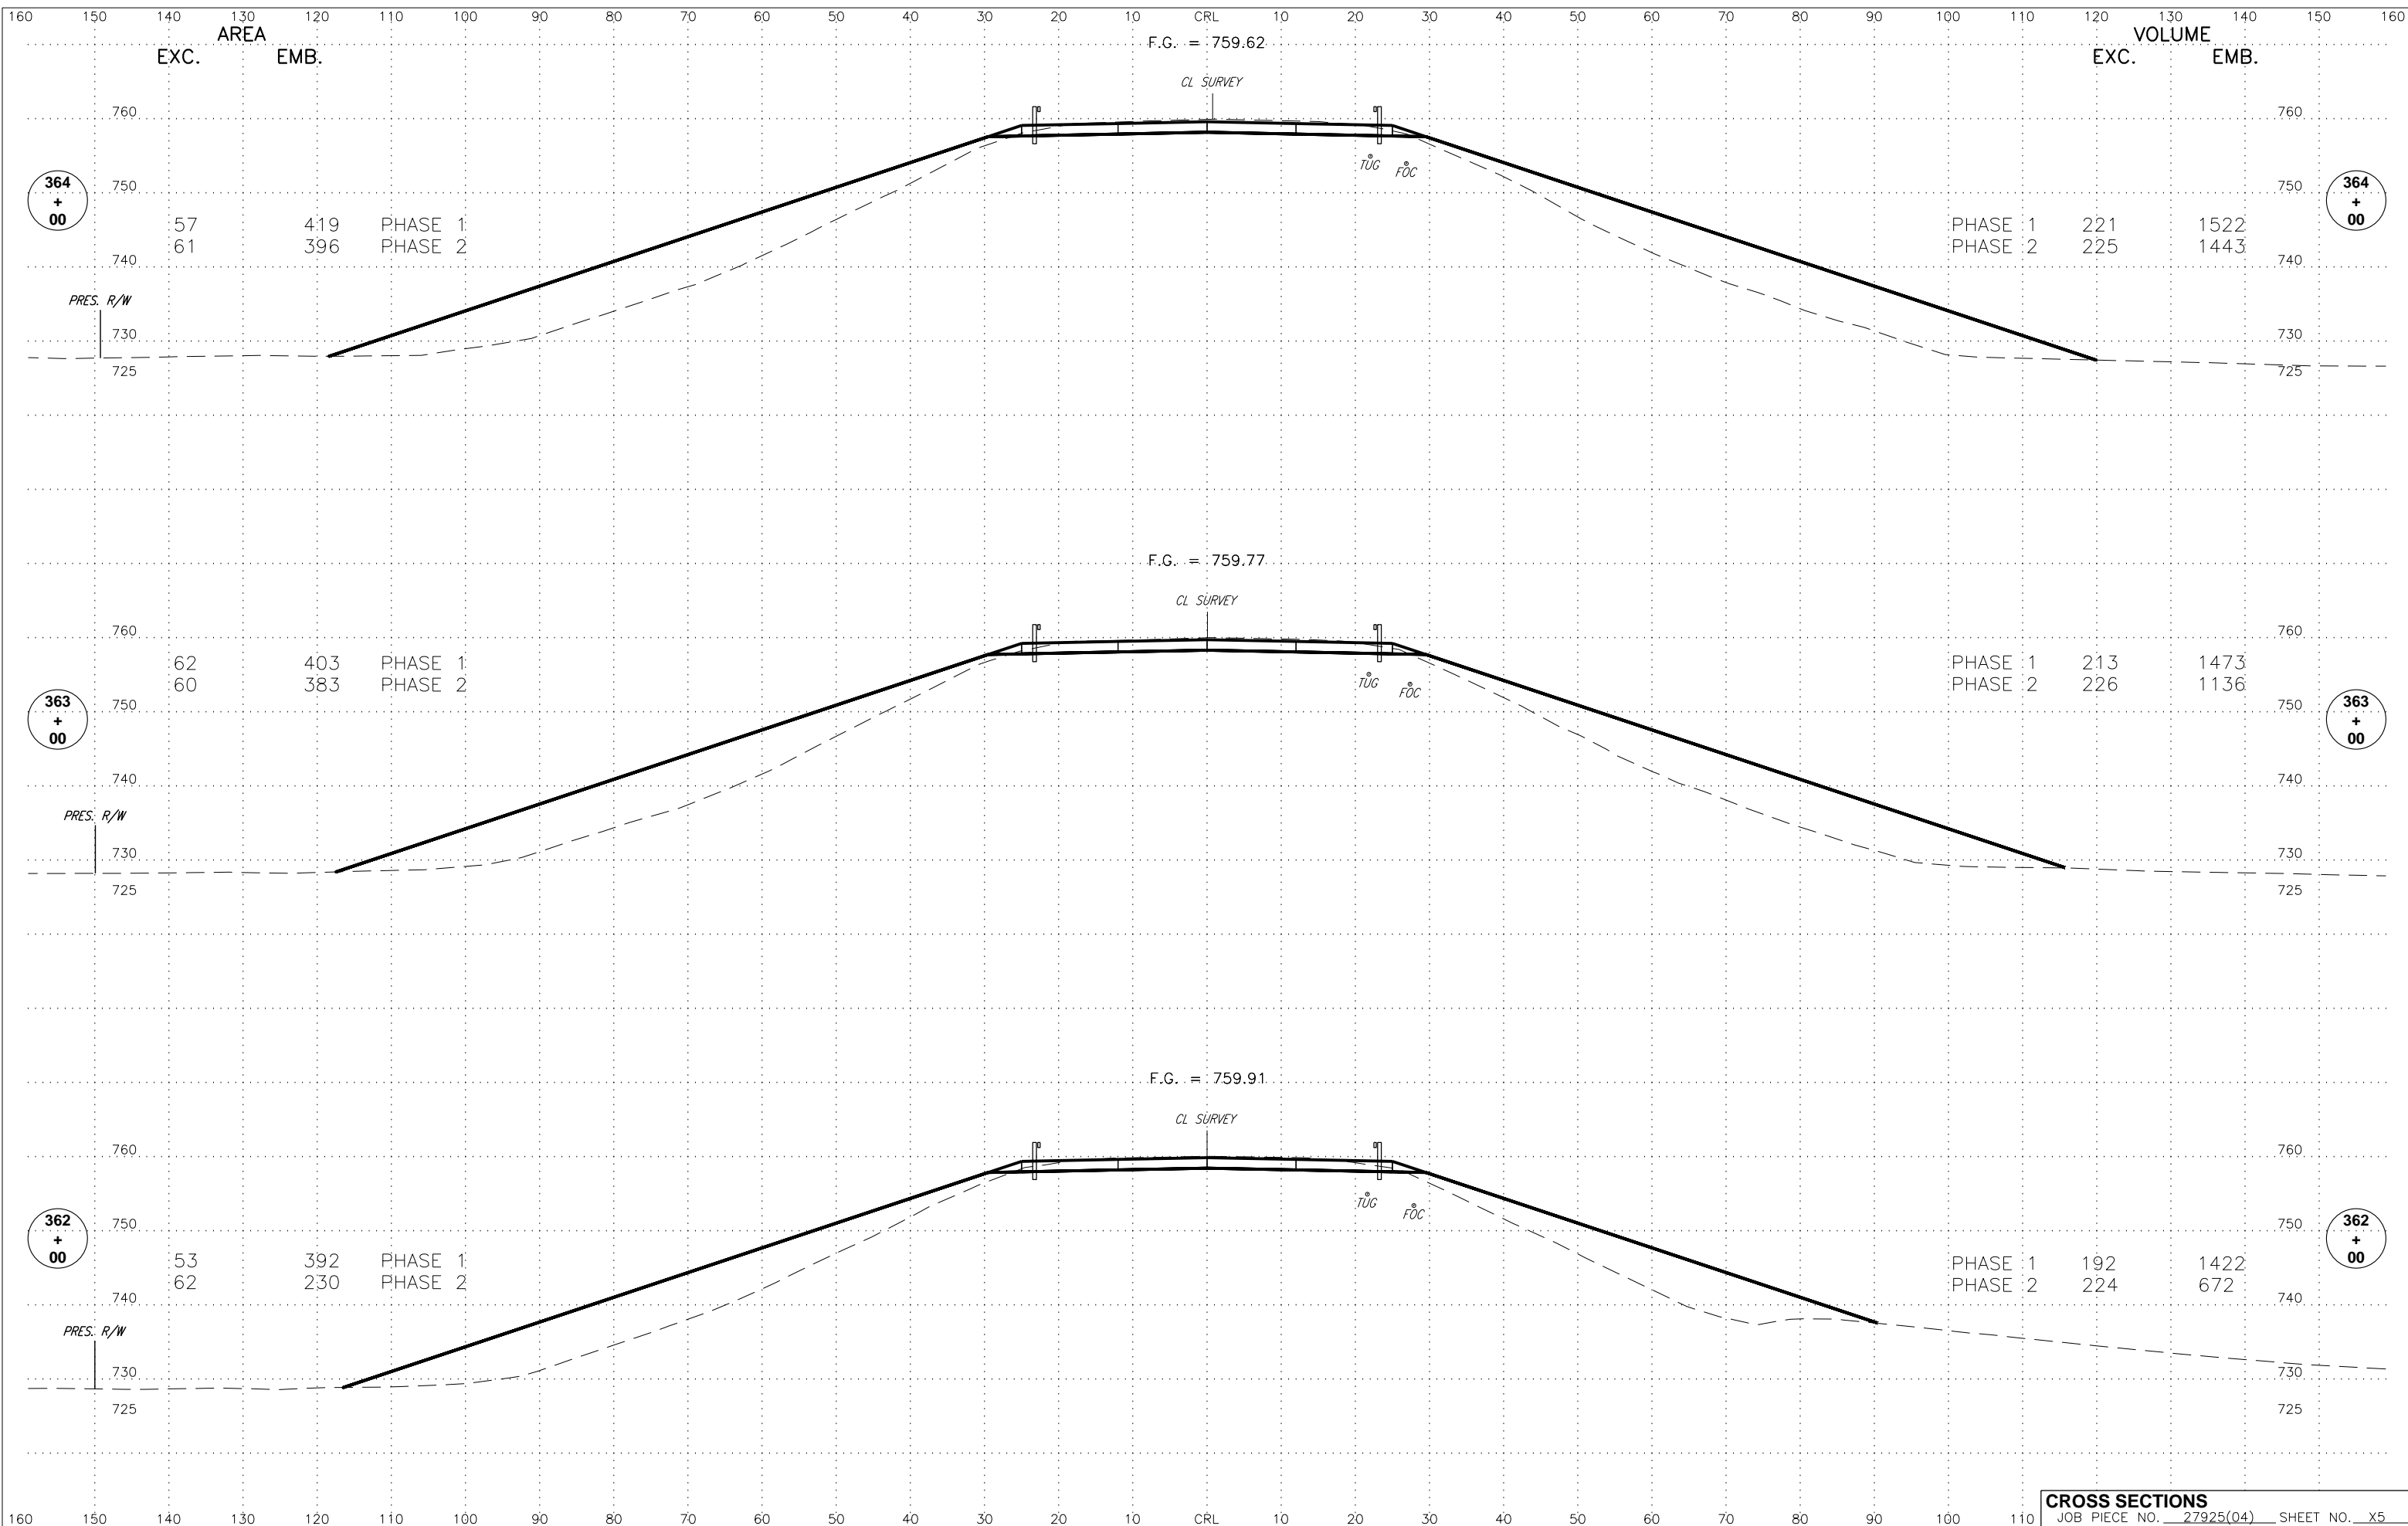 160 150 140 130 120 110 100 90 80 70 60 50 40 30 20 10 CRL 10 20 30 40 50 60 70 80 90 100 110 120 130 140 150 160
AREA
EXC. EMB.
VOLUME
EXC. EMB.
F.G. = 759.62
CL SURVEY
760 760
TUG FOC
750 750
364 + 00
364 + 00
57 419 PHASE 1
61 396 PHASE 2
PHASE 1 221 1522
PHASE 2 225 1443
740 740
PRES. R/W
730 730
725 725
F.G. = 759.77
CL SURVEY
760 760
62 403 PHASE 1
60 383 PHASE 2
PHASE 1 213 1473
PHASE 2 226 1136
TUG FOC
363 + 00
363 + 00
750 750
740 740
PRES. R/W
730 730
725 725
F.G. = 759.91
CL SURVEY
760 760
TUG FOC
362 + 00
362 + 00
750 750
53 392 PHASE 1
62 230 PHASE 2
PHASE 1 192 1422
PHASE 2 224 672
740 740
PRES. R/W
730 730
725 725
160 150 140 130 120 110 100 90 80 70 60 50 40 30 20 10 CRL 10 20 30 40 50 60 70 80 90 100 110
CROSS SECTIONS
JOB PIECE NO. 27925(04) SHEET NO. X5